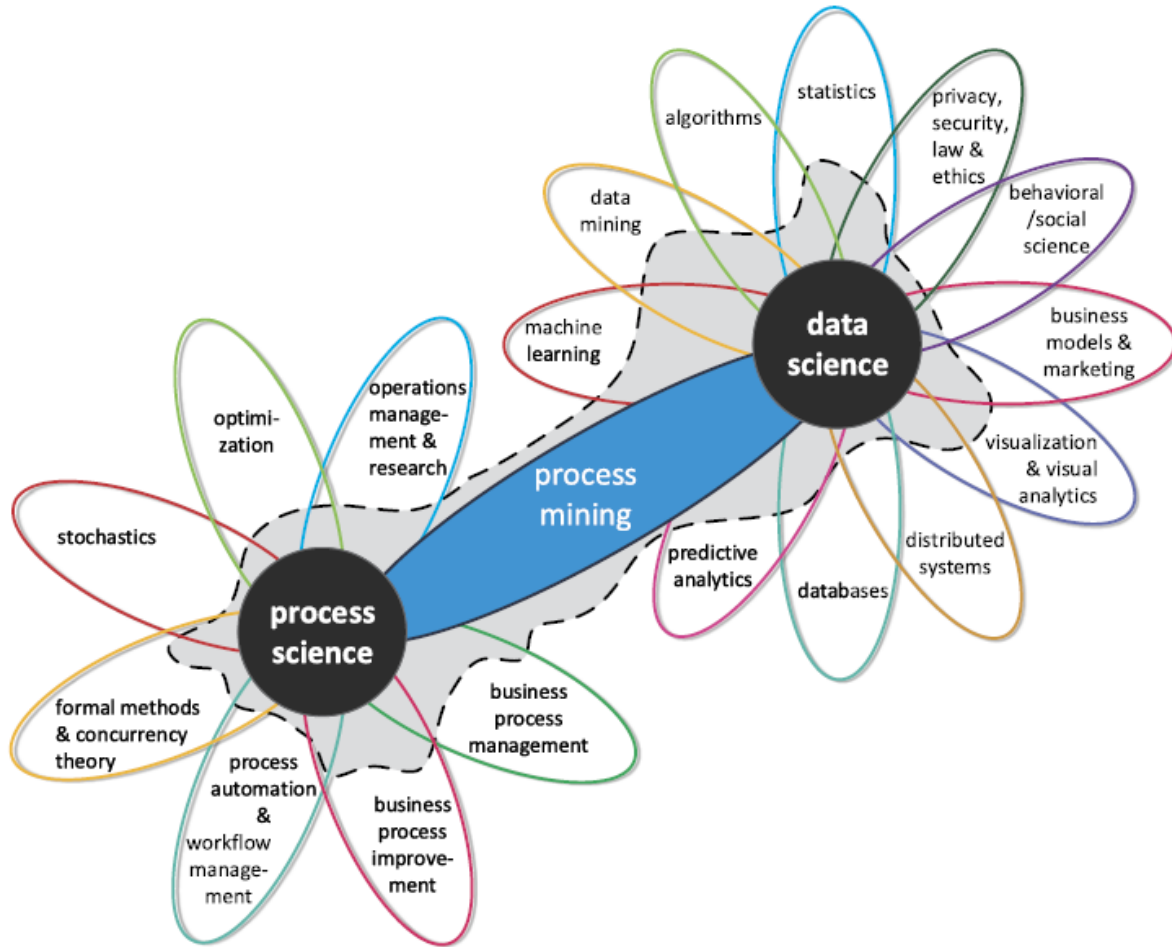 statistics
privacy,
security,
law &
ethics
algorithms
behavioral
/social
science
data
mining
business
models &
marketing
machine
learning
data
science
visualization
& visual
analytics
distributed
systems
databases
predictive
analytics
process
mining
operations
manage-
ment &
research
optimi-
zation
stochastics
process
science
formal methods
& concurrency
theory
process
automation
&
workflow
manage-
ment
business
process
improve-
ment
business
process
management